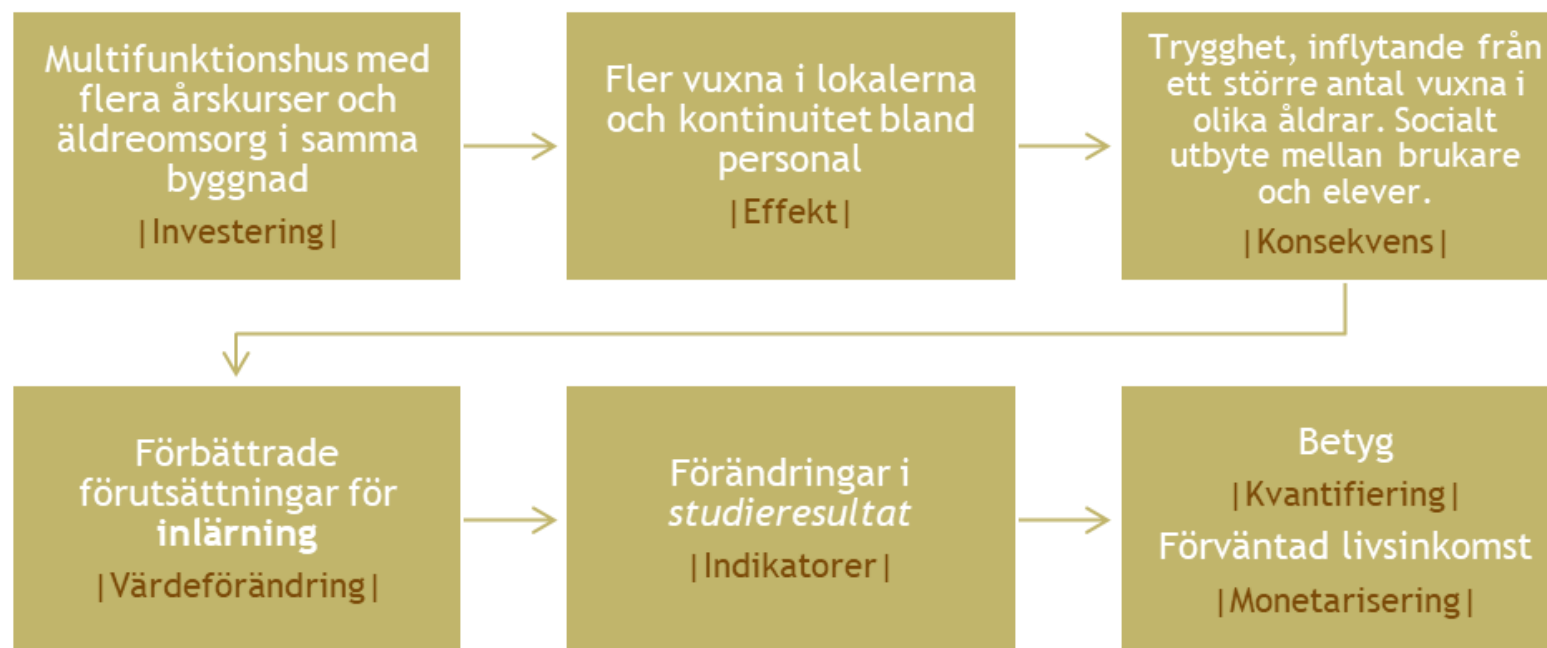 Multifunktionshus med
flera årskurser och
äldreomsorg i samma
byggnad
|Investering|
Fler vuxna i lokalerna
och kontinuitet bland
personal
|Effekt|
Trygghet, inflytande från
ett större antal vuxna i
olika åldrar. Socialt
utbyte mellan brukare
och elever.
|Konsekvens|
Förbättrade
förutsättningar för
inlärning
|Värdeförändring|
Förändringar i
studieresultat
|Indikatorer|
Betyg
|Kvantifiering|
Förväntad livsinkomst
|Monetarisering|